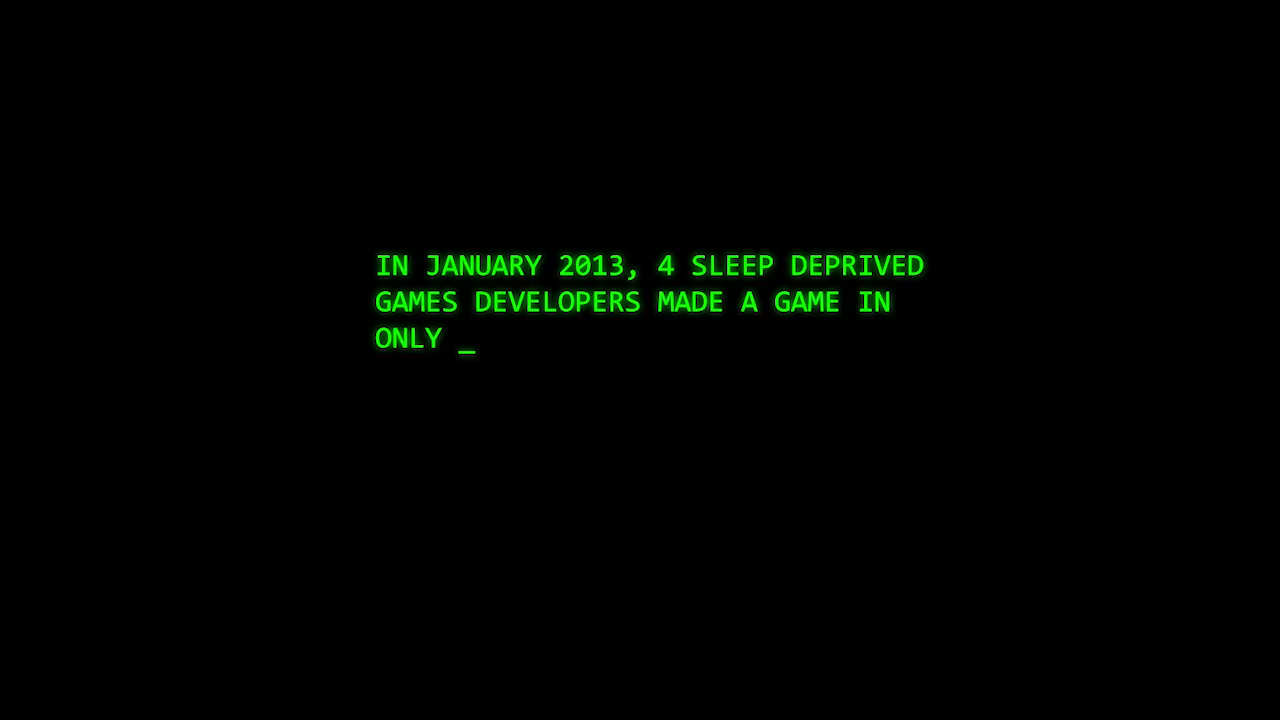 IN JANUARY 2013, 4 SLEEP DEPRIVED
GAMES DEVELOPERS MADE A GAME IN
ONLY _